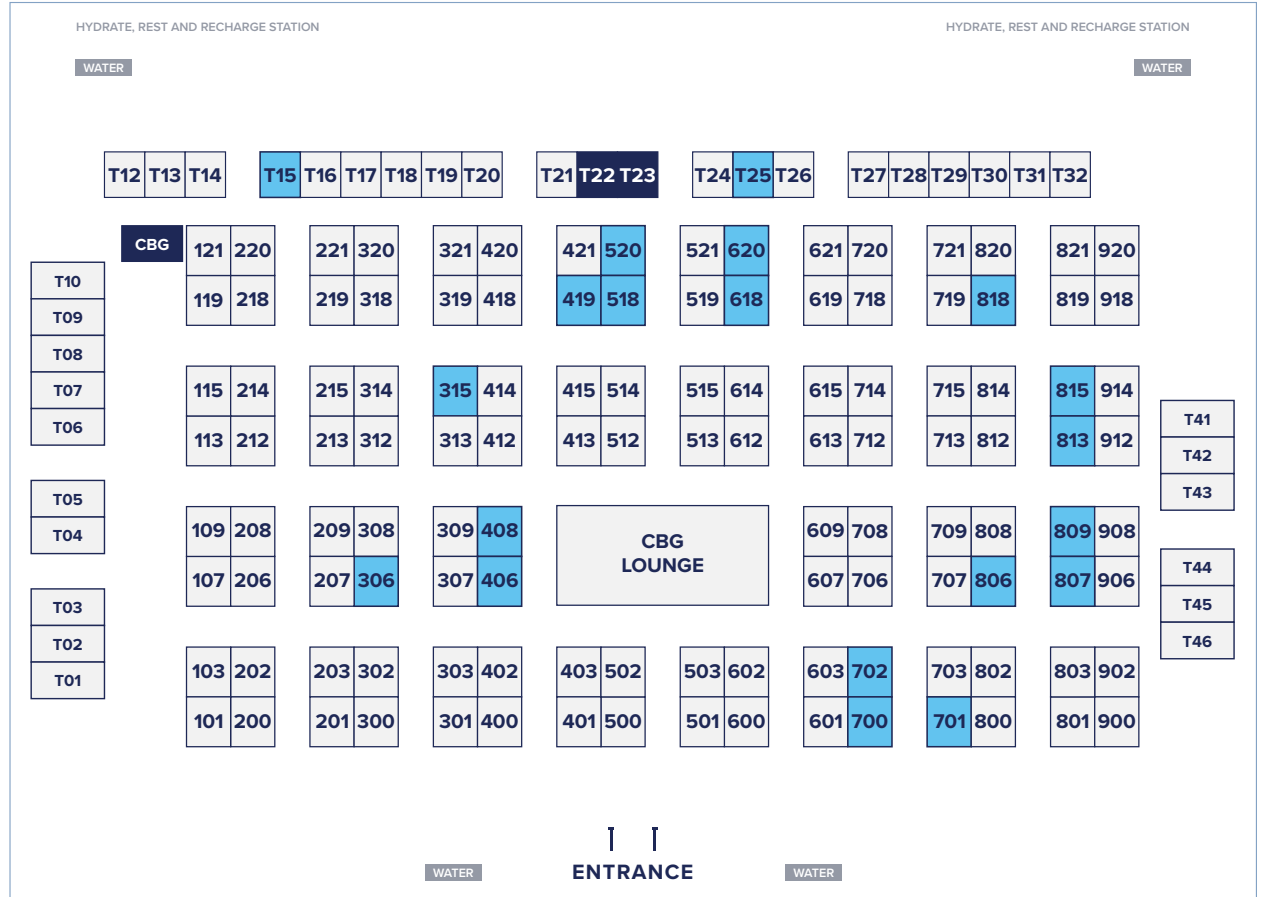 HYDRATE, REST AND RECHARGE STATION HYDRATE, REST AND RECHARGE STATION
WATER WATER
T12 T13 T14 T15 T16 T17 T18 T19 T20 T21 T22 T23 T24 T25 T26 T27 T28 T29 T30 T31 T32
CBG 121 220 221 320 321 420 421 520 521 620 621 720 721 820 821 920
T10
119 218 219 318 319 418 419 518 519 618 619 718 719 818 819 918
T09
T08
T07 115 214 215 314 315 414 415 514 515 614 615 714 715 814 815 914
T41
T06 113 212 213 312 313 412 413 512 513 612 613 712 713 812 813 912
T42
T43
T05
109 208 209 308 309 408 CBG 609 708 709 808 809 908
T04
LOUNGE
T44
107 206 207 306 307 406 607 706 707 806 807 906
T03
T45
T02
T46
103 202 203 302 303 402 403 502 503 602 603 702 703 802 803 902
T01
101 200 201 300 301 400 401 500 501 600 601 700 701 800 801 900
WATER ENTRANCE WATER